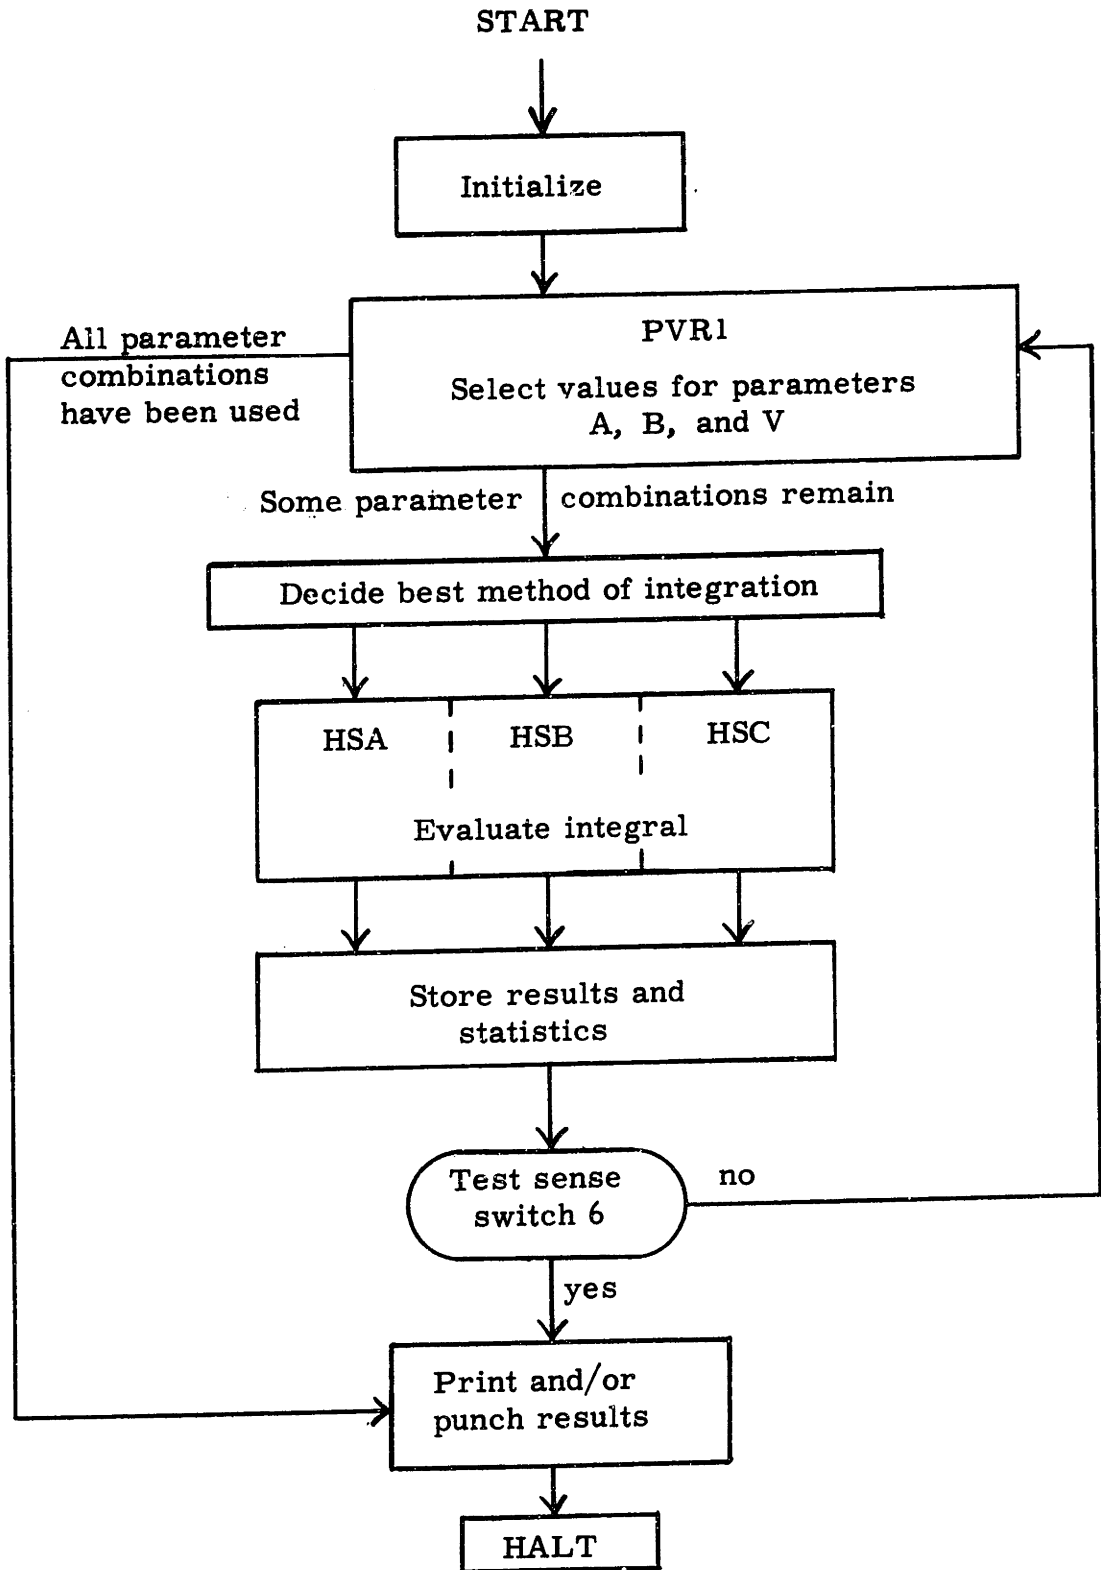 START
Initialize
PVR1
Select values for parameters
A, B, and V
All parameter
combinations
have been used
Some parameter combinations remain
Decide best method of integration
HSA HSB HSC
Evaluate integral
Store results and
statistics
Test sense
switch 6
no
yes
Print and/or
punch results
HALT